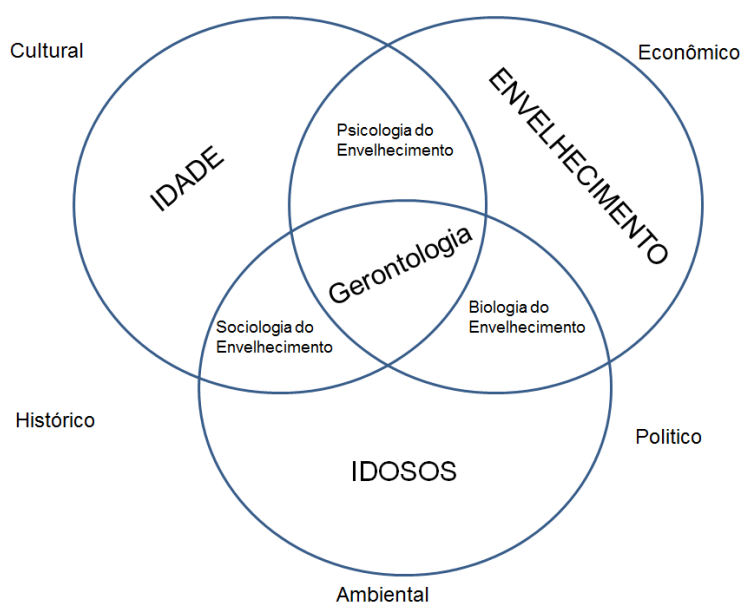 Cultural
Econômico
Psicologia do
Envelhecimento
IDADE
ENVELHECIMENTO
Gerontologia
Sociologia do
Envelhecimento
Biologia do
Envelhecimento
Histórico
Politico
IDOSOS
Ambiental